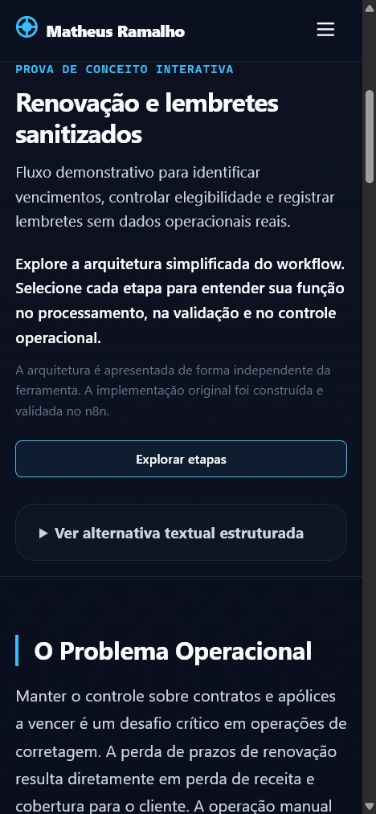 Matheus Ramalho
PROVA DE CONCEITO INTERATIVA
Renovação e lembretes
sanitizados
Fluxo demonstrativo para identificar
vencimentos, controlar elegibilidade e registrar
lembretes sem dados operacionais reais.
Explore a arquitetura simplificada do workflow.
Selecione cada etapa para entender sua função
no processamento, na validação e no controle
operacional.
A arquitetura é apresentada de forma independente da
ferramenta. A implementação original foi construída e
validada no n8n.
Explorar etapas
Ver alternativa textual estruturada
O Problema Operacional
Manter o controle sobre contratos e apólices
a vencer é um desafio crítico em operações de
corretagem. A perda de prazos de renovação
resulta diretamente em perda de receita e
cobertura para o cliente. A operação manual